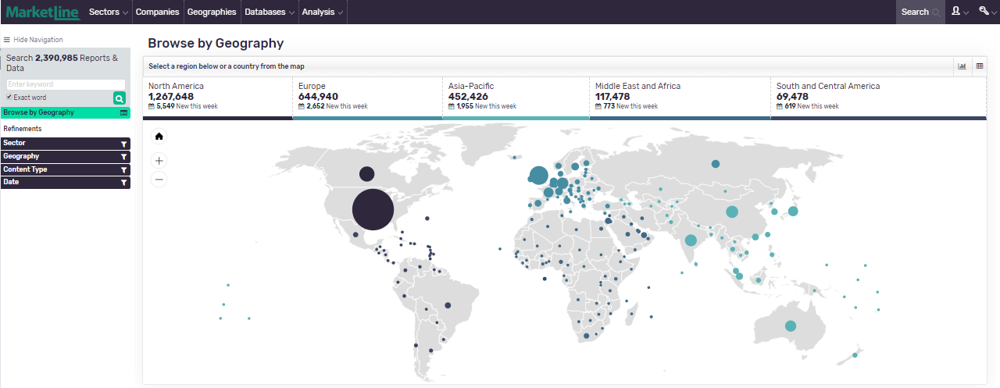 MarketLine
Sectors Companies Geographies Databases Analysis Search
Hide Navigation
Search 2,390,985 Reports &
Data
Enter keyword
Exact word
Browse by Geography
Refinements
Sector
Geography
Content Type
Date
Browse by Geography
Select a region below or a country from the map
North America
1,267,648
5,549 New this week
Europe
644,940
2,652 New this week
Asia-Pacific
452,426
1,955 New this week
Middle East and Africa
117,478
773 New this week
South and Central America
69,478
619 New this week